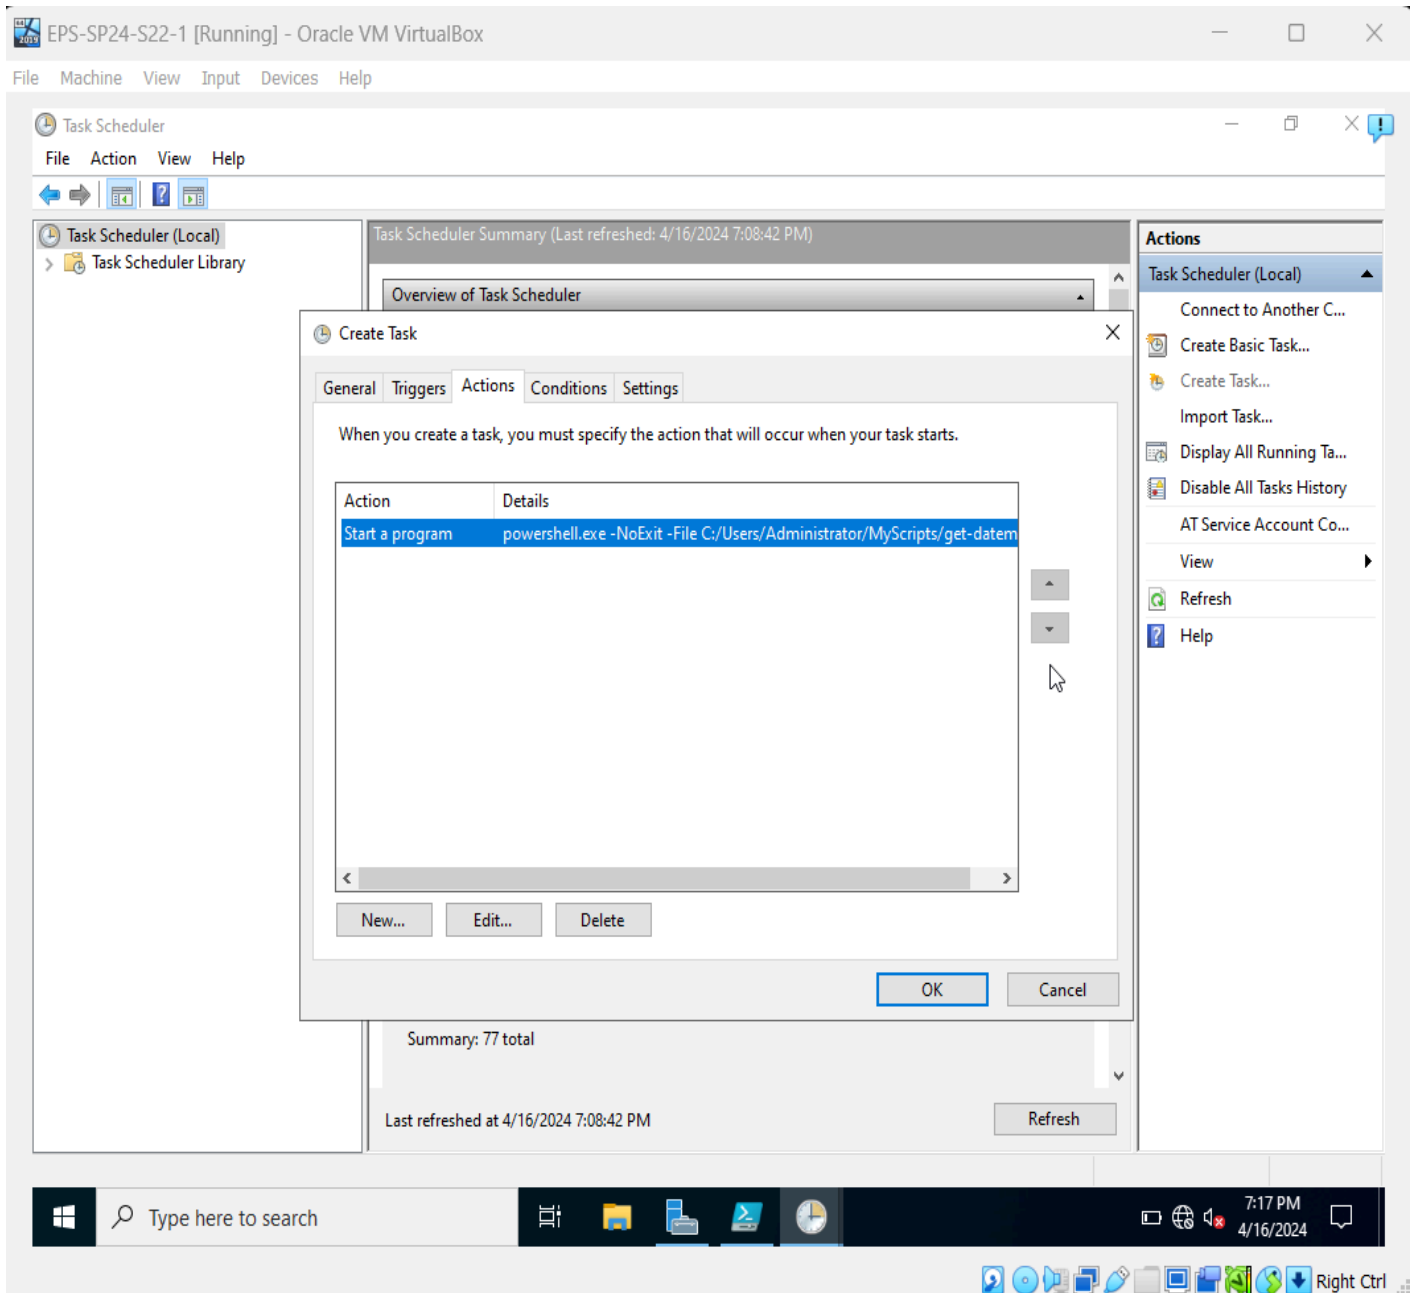 EPS-SP24-S22-1 [Running] - Oracle VM VirtualBox
File Machine View Input Devices Help
Task Scheduler
File Action View Help
Task Scheduler (Local)
Task Scheduler Library
Task Scheduler Summary (Last refreshed: 4/16/2024 7:08:42 PM)
Overview of Task Scheduler
Create Task
General Triggers Actions Conditions Settings
When you create a task, you must specify the action that will occur when your task starts.
Action Details
Start a program powershell.exe -NoExit -File C:/Users/Administrator/MyScripts/get-datem
New... Edit... Delete
OK Cancel
Summary: 77 total
Last refreshed at 4/16/2024 7:08:42 PM
Refresh
Actions
Task Scheduler (Local)
Connect to Another C...
Create Basic Task...
Create Task...
Import Task...
Display All Running Ta...
Disable All Tasks History
AT Service Account Co...
View
Refresh
Help
Type here to search
7:17 PM
4/16/2024
Right Ctrl